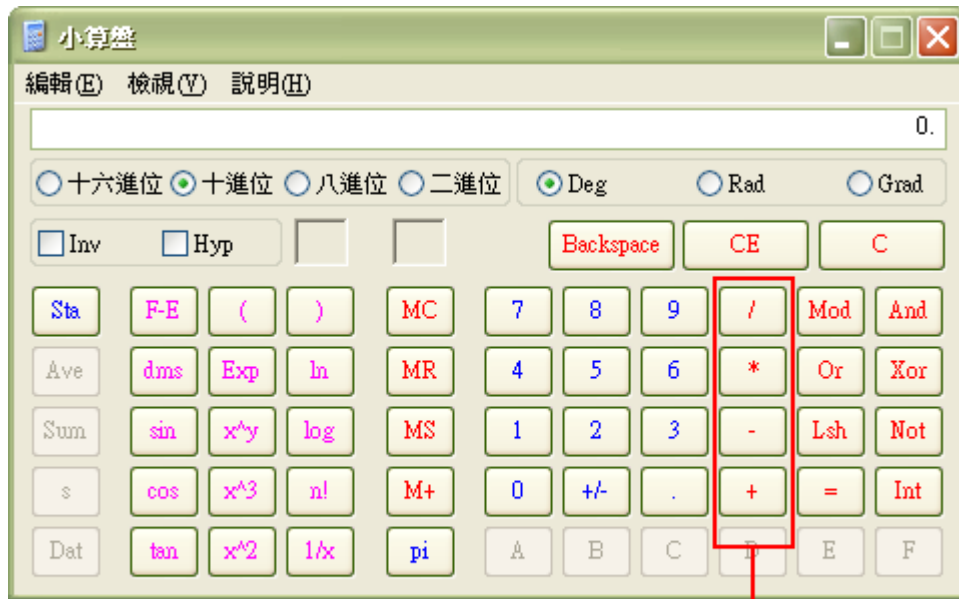 小算盤
編輯(E) 檢視(V) 說明(H)
0.
十六進位 十進位 八進位 二進位 Deg Rad Grad
Inv Hyp Backspace CE C
Sta F-E ( ) MC 7 8 9 / Mod And
Ave dms Exp ln MR 4 5 6 * Or Xor
Sum sin x^y log MS 1 2 3 - Lsh Not
s cos x^3 n! M+ 0 +/- . + = Int
Dat tan x^2 1/x pi A B C D E F